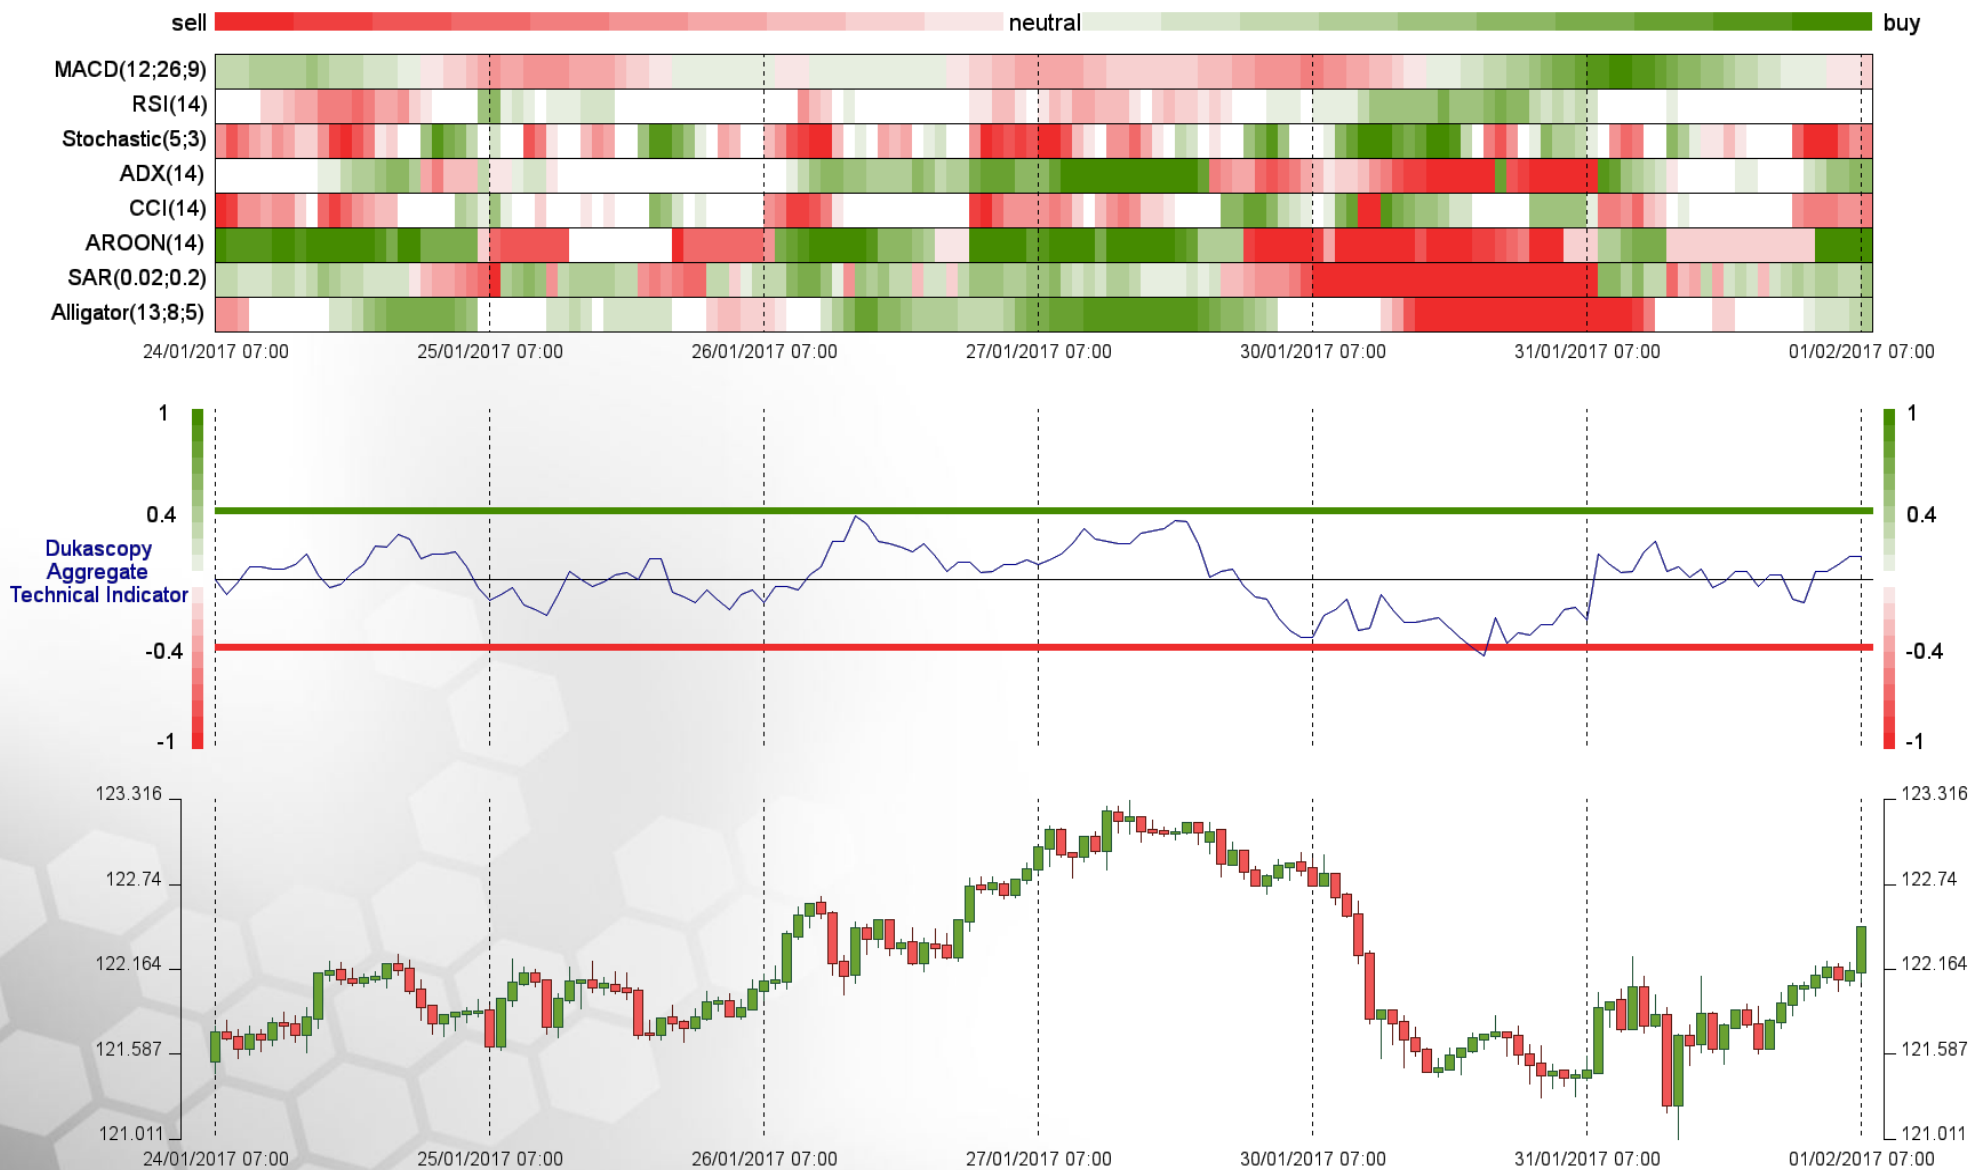 sell neutral buy
MACD(12;26;9)
RSI(14)
Stochastic(5;3)
ADX(14)
CCI(14)
AROON(14)
SAR(0.02;0.2)
Alligator(13;8;5)
24/01/2017 07:00 25/01/2017 07:00 26/01/2017 07:00 27/01/2017 07:00 30/01/2017 07:00 31/01/2017 07:00 01/02/2017 07:00
1 1
0.4 0.4
Dukascopy
Aggregate
Technical Indicator
-0.4 -0.4
-1 -1
123.316 123.316
122.74 122.74
122.164 122.164
121.587 121.587
121.011 121.011
24/01/2017 07:00 25/01/2017 07:00 26/01/2017 07:00 27/01/2017 07:00 30/01/2017 07:00 31/01/2017 07:00 01/02/2017 07:00